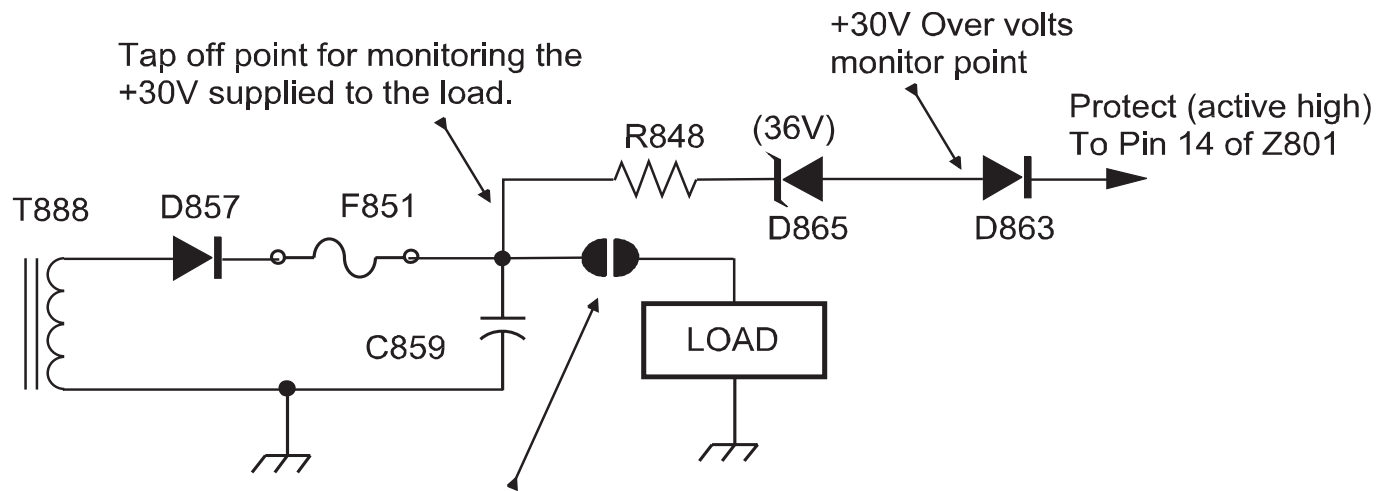 Tap off point for monitoring the
+30V supplied to the load.
+30V Over volts
monitor point
Protect (active high)
To Pin 14 of Z801
(36V)
R848
D865
D863
T888
D857
F851
C859
LOAD